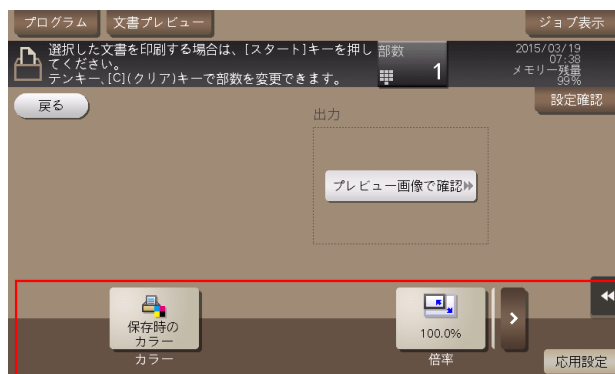 プログラム
文書プレビュー
ジョブ表示
選択した文書を印刷する場合は、[スタート]キーを押し
てください。
テンキー、[C](クリア)キーで部数を変更できます。
部数
1
2015/03/19
07:38
メモリー残量
99%
戻る
設定確認
出力
プレビュー画像で確認
保存時の
カラー
カラー
100.0%
倍率
応用設定